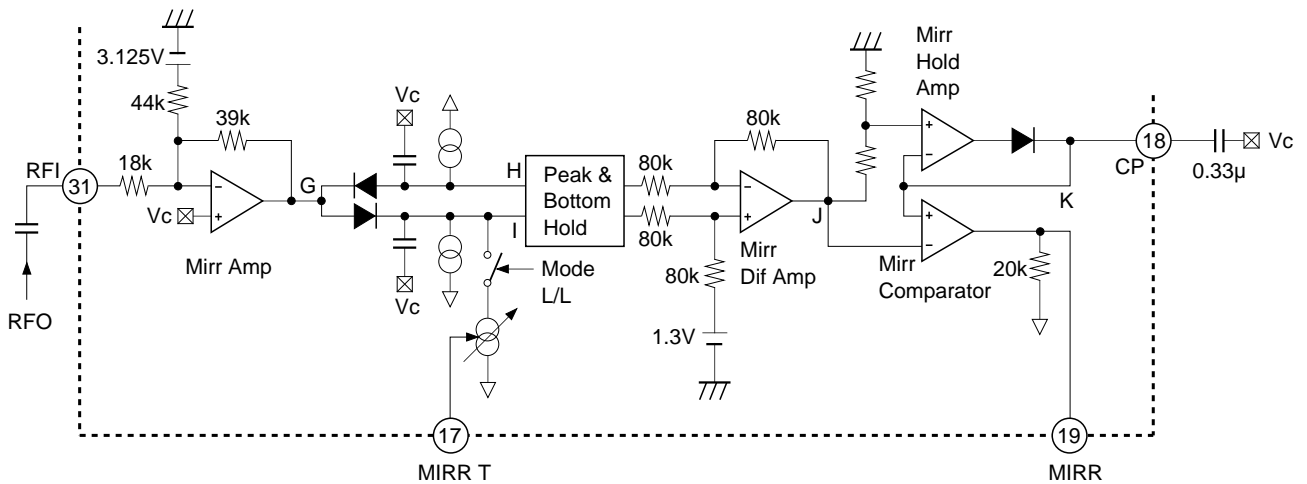 3.125V
44k
39k
RFI
31
18k
Vc
Mirr Amp
RFO
G
Vc
Vc
H
I
Peak &
Bottom
Hold
Mode
L/L
17
MIRR T
80k
80k
80k
80k
1.3V
J
Mirr
Dif Amp
Mirr
Hold
Amp
Mirr
Comparator
K
20k
18
CP
0.33µ
Vc
19
MIRR